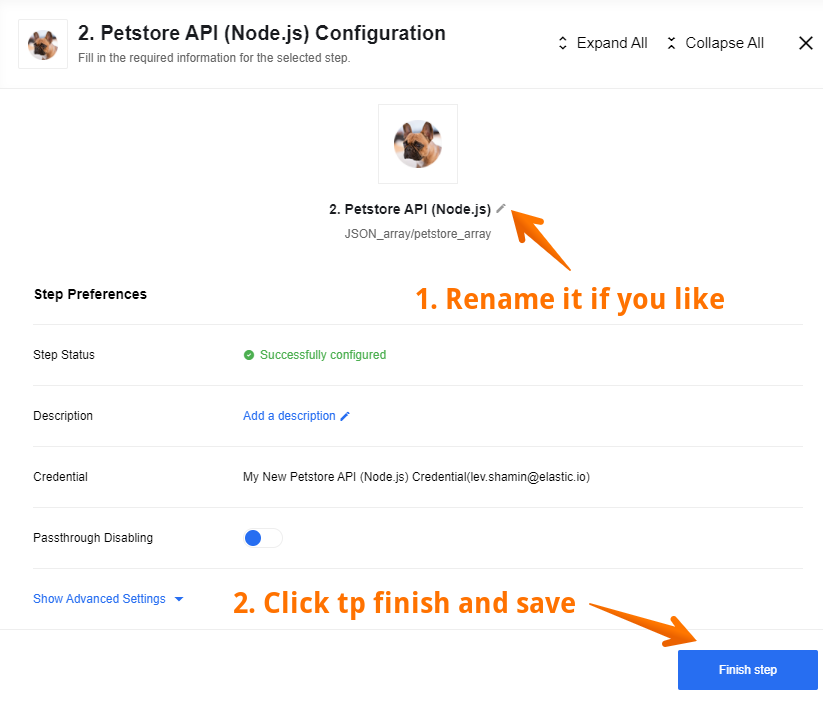 2. Petstore API (Node.js) Configuration
Fill in the required information for the selected step.
Expand All
Collapse All
2. Petstore API (Node.js)
JSON_array/petstore_array
1. Rename it if you like
Step Preferences
Step Status
Successfully configured
Description
Add a description
Credential
My New Petstore API (Node.js) Credential(lev.shamin@elastic.io)
Passthrough Disabling
Show Advanced Settings
2. Click tp finish and save
Finish step